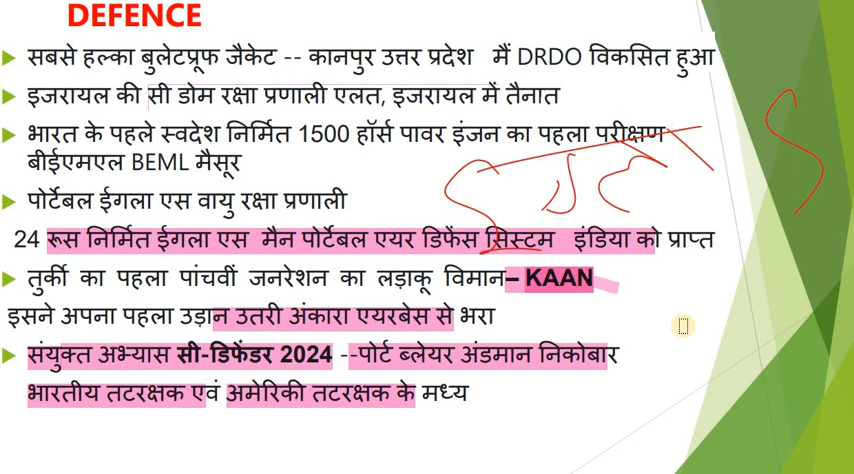 DEFENCE
सबसे हल्का बुलेटप्रूफ जैकेट -- कानपुर उत्तर प्रदेश मैं DRDO विकसित हुआ
इजरायल की सी डोम रक्षा प्रणाली एलत, इजरायल में तैनात
भारत के पहले स्वदेश निर्मित 1500 हॉर्स पावर इंजन का पहला परीक्षण
बीईएमएल BEML मैसूर
पोर्टेबल ईगला एस वायु रक्षा प्रणाली
24 रूस निर्मित ईगला एस मैन पोर्टेबल एयर डिफेंस सिस्टम इंडिया को प्राप्त
तुर्की का पहला पांचवी जनरेशन का लड़ाकू विमान– KAAN
इसने अपना पहला उड़ान उतरी अंकारा एयरबेस से भरा
संयुक्त अभ्यास सी-डिफेंडर 2024 --पोर्ट ब्लेयर अंडमान निकोबार
भारतीय तटरक्षक एवं अमेरिकी तटरक्षक के मध्य